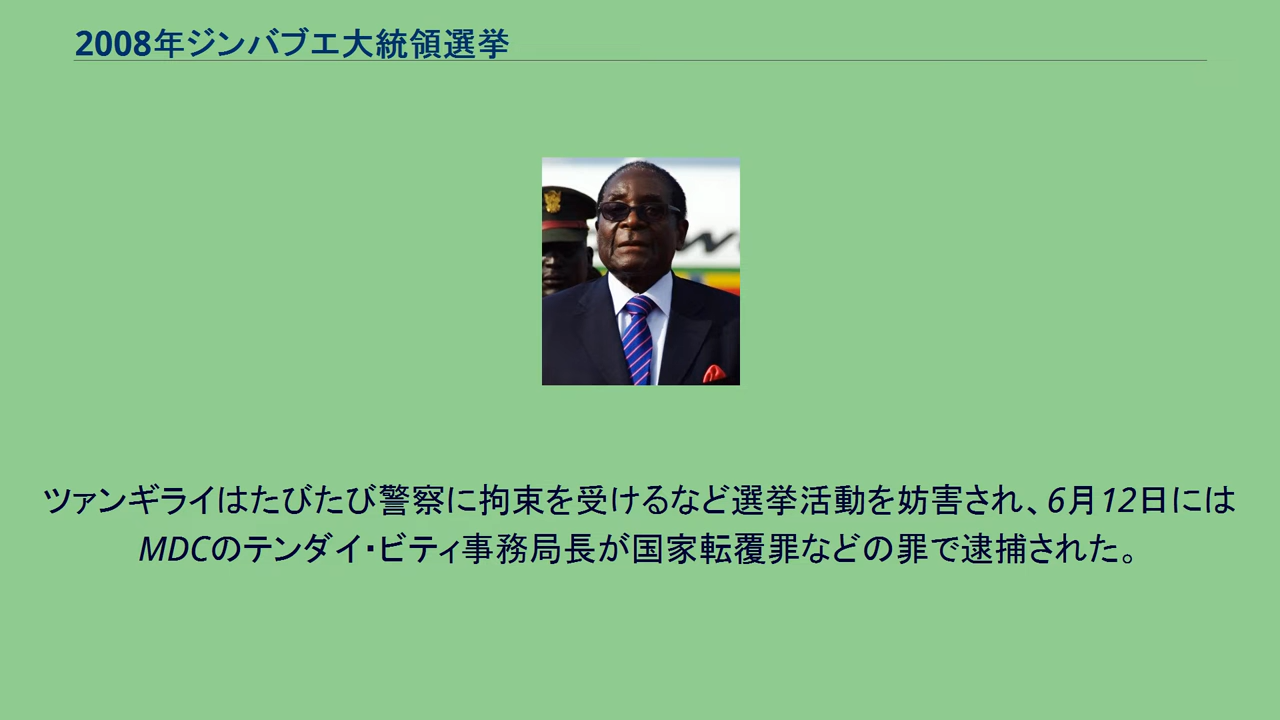 2008年ジンバブエ大統領選挙
ツァンギライはたびたび警察に拘束を受けるなど選挙活動を妨害され、6月12日には
MDCのテンダイ・ビティ事務局長が国家転覆罪などの罪で逮捕された。